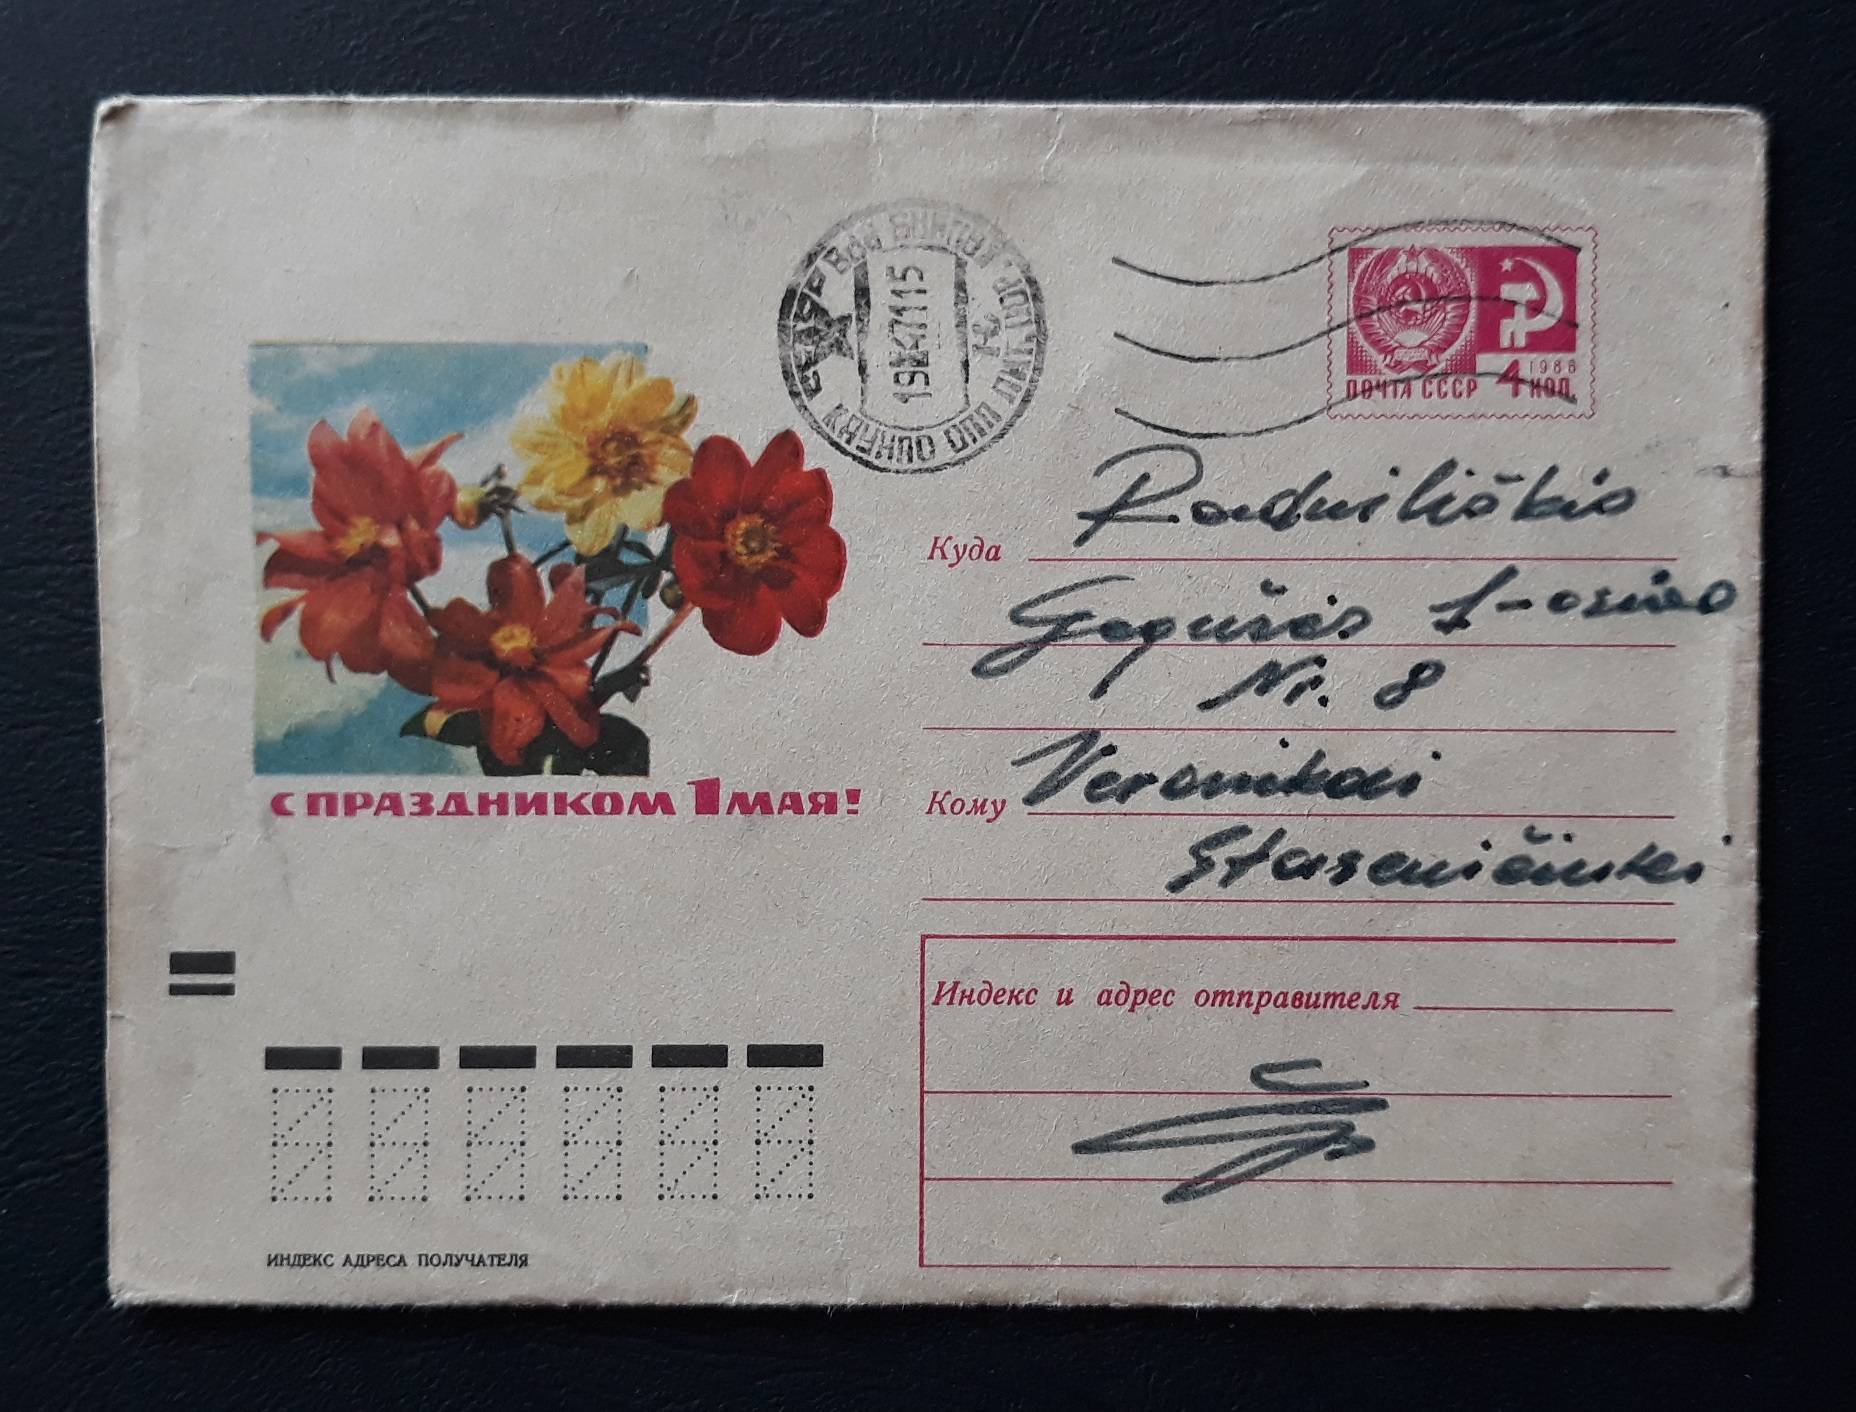 1966
ПОЧТА СССР 4 КОП
С ПРАЗДНИКОМ 1 МАЯ!
Куда Radviliškis
Gegužės 1-osios
Nr. 8
Кому Veronikai
Индекс и адрес отправителя
ИНДЕКС АДРЕСА ПОЛУЧАТЕЛЯ